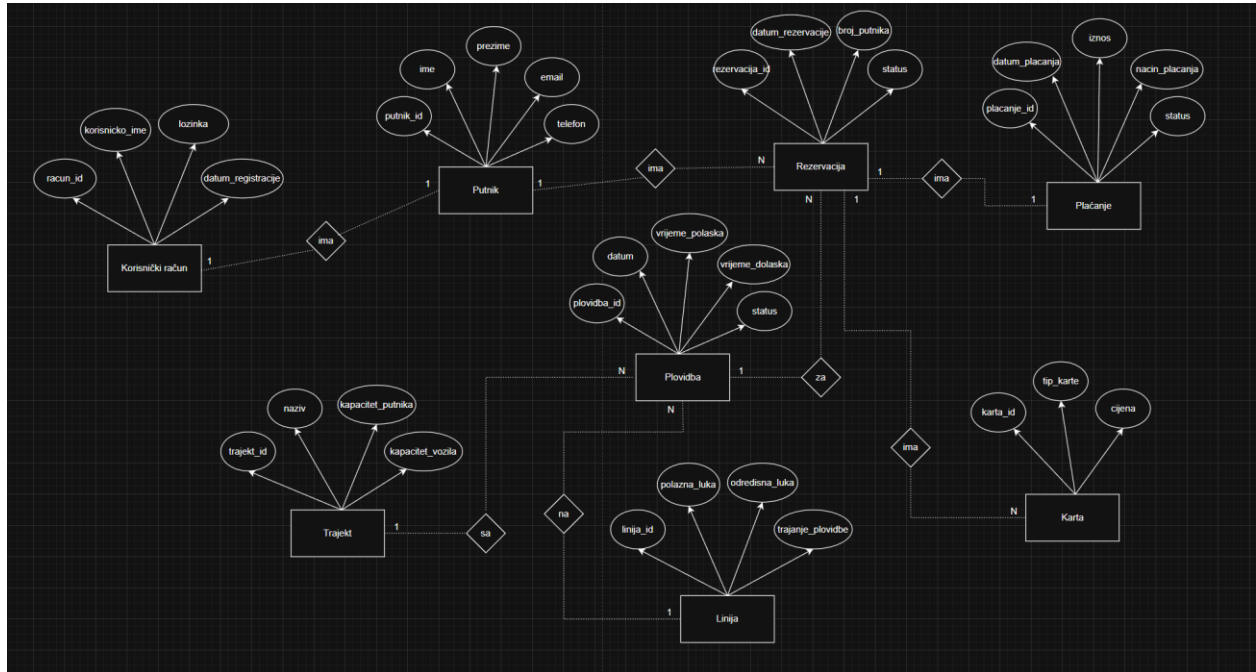 datum_rezervacije
broj_putnika
rezervacija_id
status
Rezervacija
iznos
datum_placanja
nacin_placanja
placanje_id
status
Plaćanje
prezime
ime
email
putnik_id
telefon
Putnik
korisnicko_ime
lozinka
racun_id
datum_registracije
Korisnički račun
1
ima
1
1
ima
N
1
ima
1
N
1
vrijeme_polaska
datum
vrijeme_dolaska
plovidba_id
status
Plovidba
N
1
N
za
naziv
kapacitet_putnika
trajekt_id
kapacitet_vozila
Trajekt
1
sa
na
polazna_luka
odredisna_luka
linija_id
trajanje_plovidbe
1
Linija
ima
tip_karte
karta_id
cijena
N
Karta